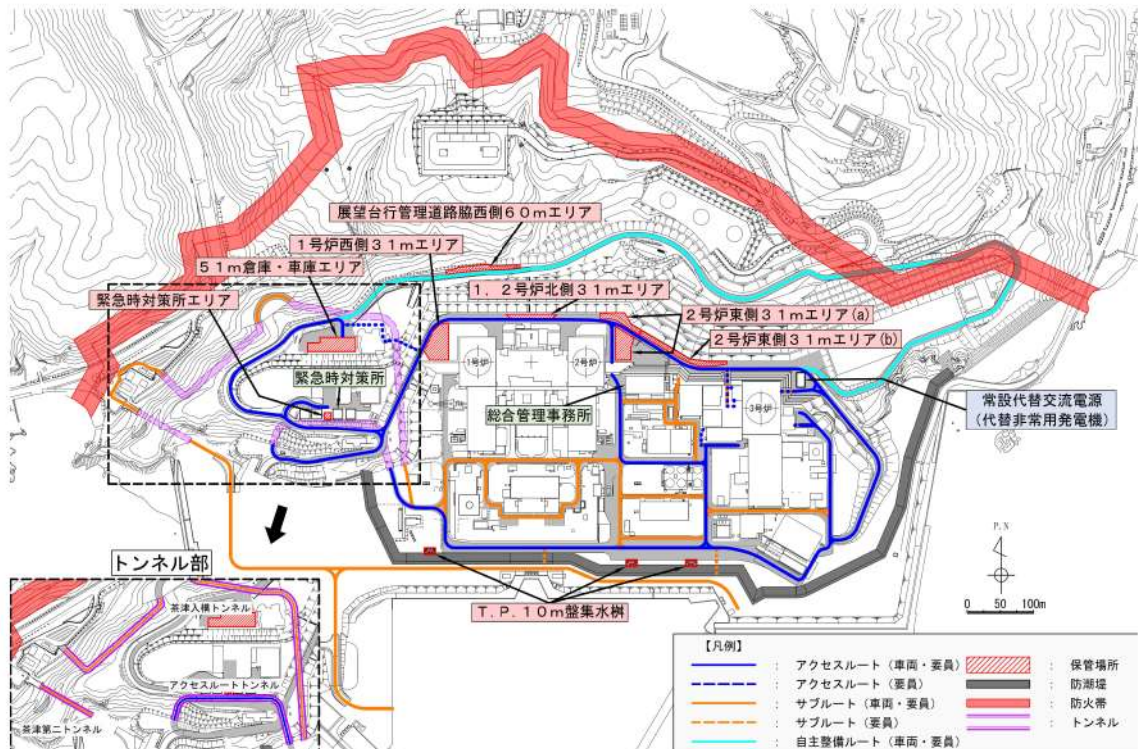 展望台行管理道路脇西側60mエリア
1号炉西側31mエリア
51m倉庫・車庫エリア
緊急時対策所エリア
1,2号炉北側31mエリア
2号炉東側31mエリア(a)
2号炉東側31mエリア(b)
緊急時対策所
1号炉
2号炉
3号炉
総合管理事務所
常設代替交流電源
(代替非常用発電機)
トンネル部
茶津入構トンネル
アクセスルートトンネル
茶津第二トンネル
T.P.10m盤集水桝
P.N
0 50 100m
【凡例】
: アクセスルート(車両・要員)
: アクセスルート(要員)
: サブルート(車両・要員)
: サブルート(要員)
: 自主整備ルート(車両・要員)
: 保管場所
: 防潮堤
: 防火帯
: トンネル